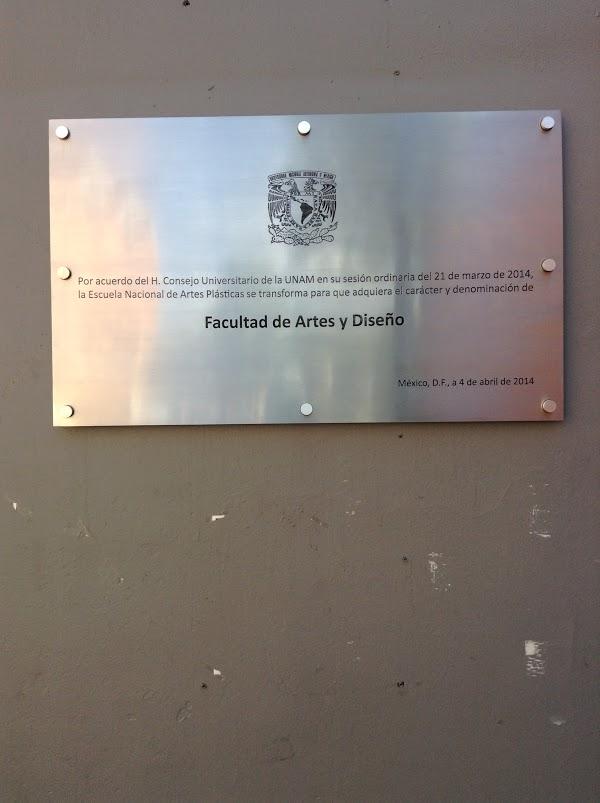 Por acuerdo del H. Consejo Universitario de la UNAM en su sesión ordinaria del 21 de marzo de 2014,
la Escuela Nacional de Artes Plásticas se transforma para que adquiera el carácter y denominación de
Facultad de Artes y Diseño
México, D.F., a 4 de abril de 2014